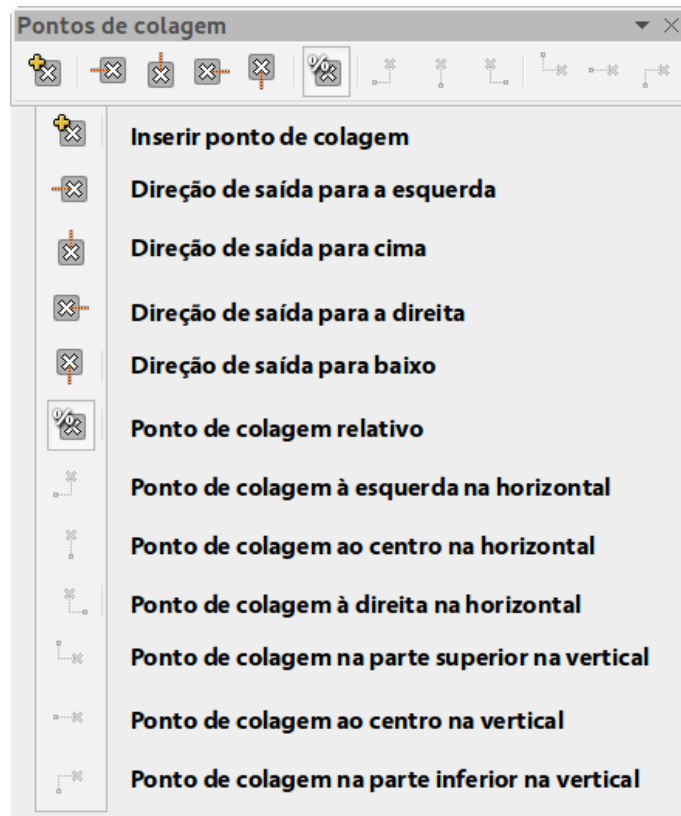 Pontos de colagem
Inserir ponto de colagem
Direção de saída para a esquerda
Direção de saída para cima
Direção de saída para a direita
Direção de saída para baixo
Ponto de colagem relativo
Ponto de colagem à esquerda na horizontal
Ponto de colagem ao centro na horizontal
Ponto de colagem à direita na horizontal
Ponto de colagem na parte superior na vertical
Ponto de colagem ao centro na vertical
Ponto de colagem na parte inferior na vertical